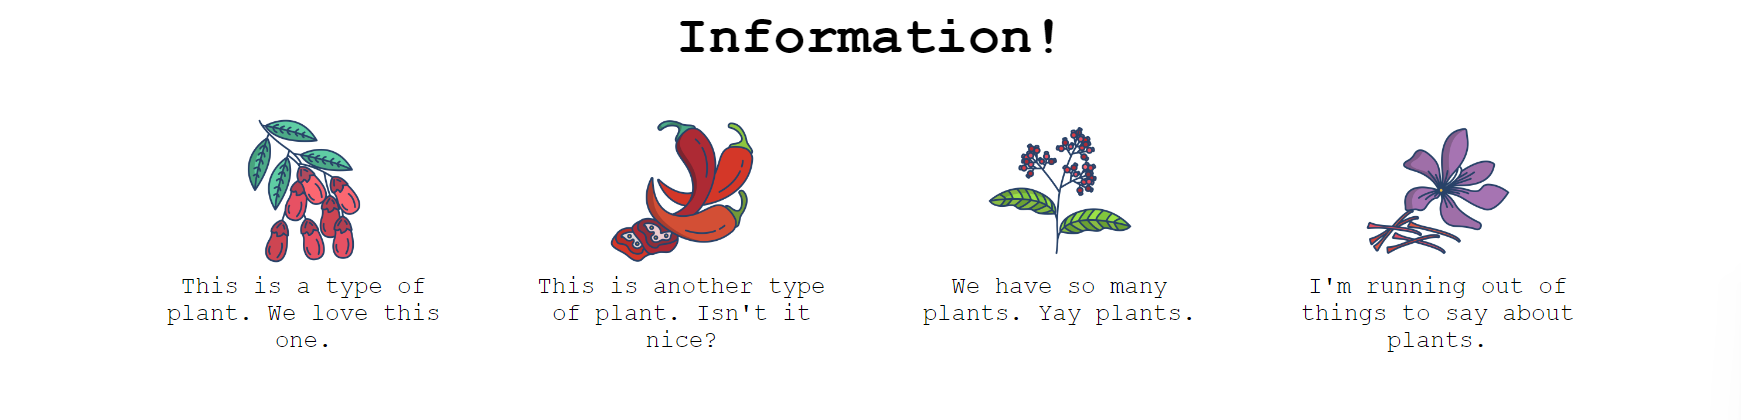 Information!
This is a type of
plant. We love this
one.
This is another type
of plant. Isn't it
nice?
We have so many
plants. Yay plants.
I'm running out of
things to say about
plants.